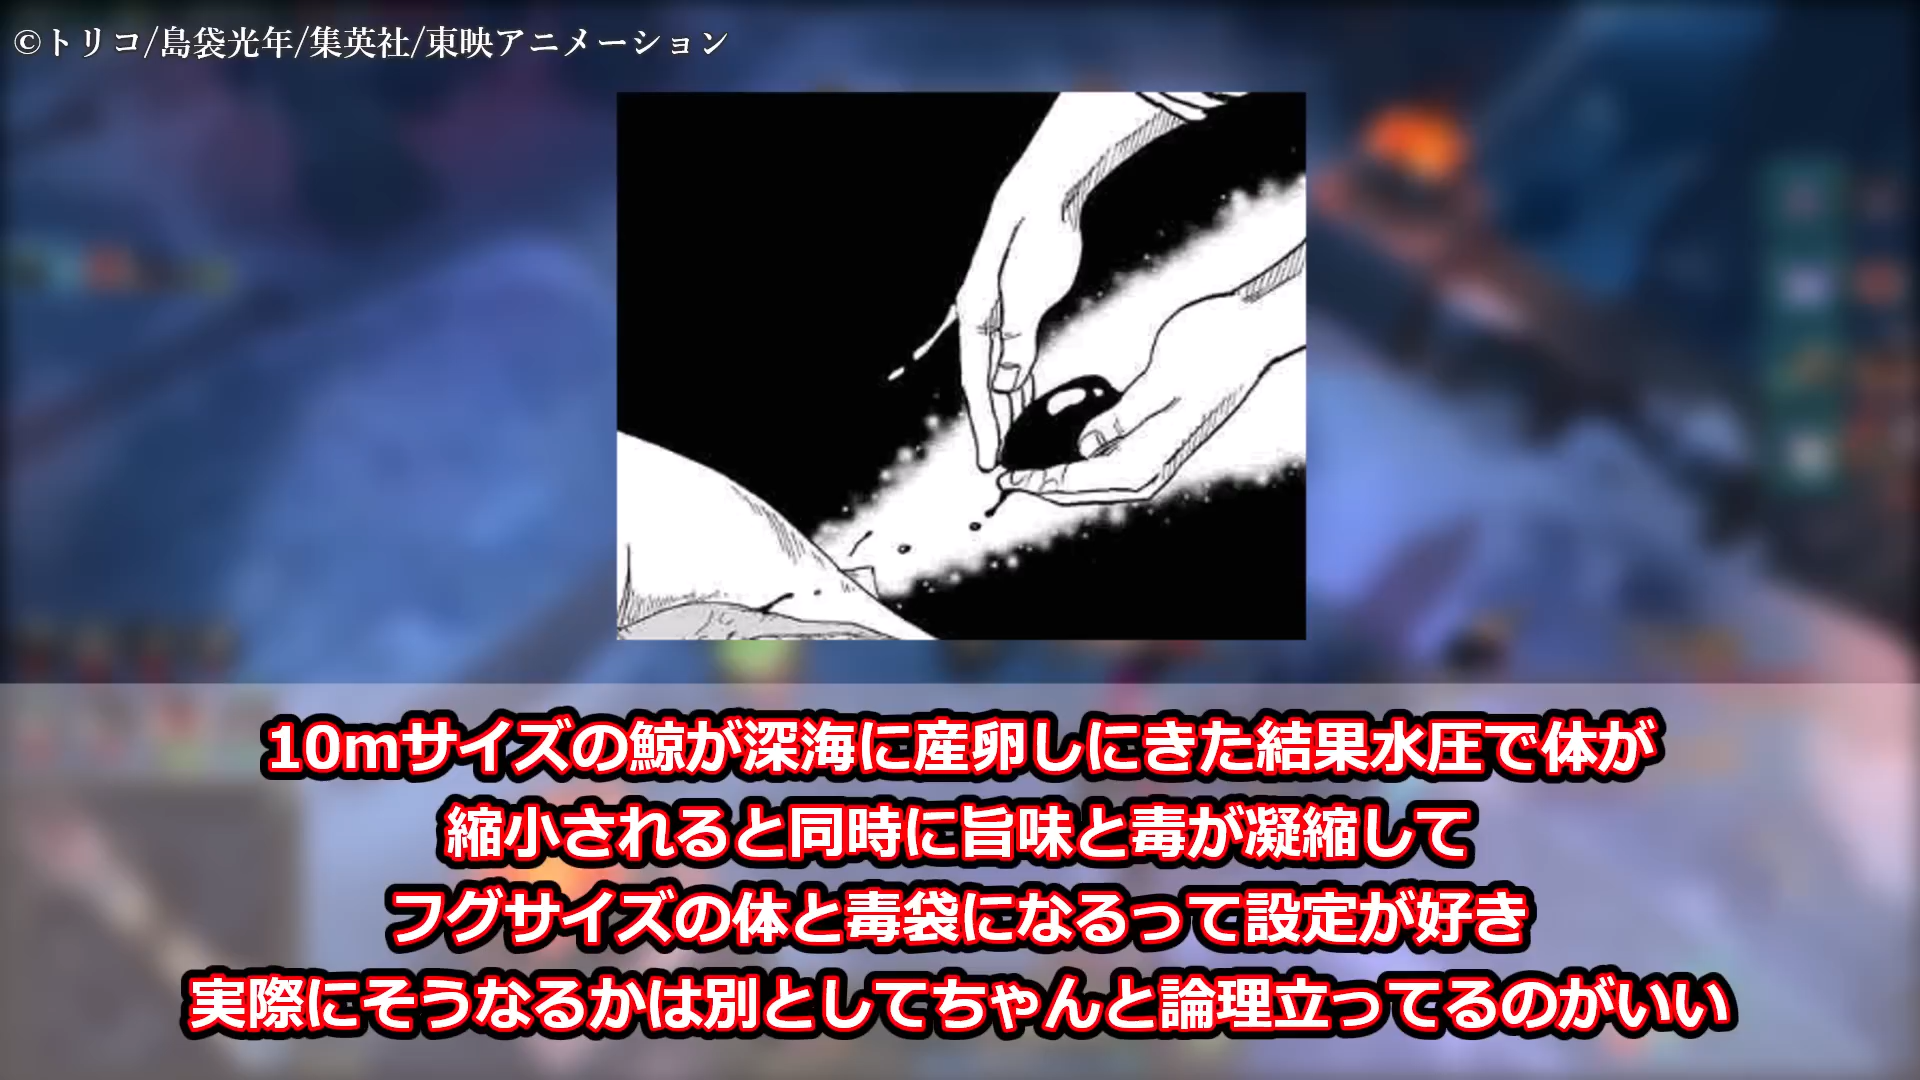 ©トリコ/島袋光年/集英社/東映アニメーション
10mサイズの鯨が深海に産卵しにきた結果水圧で体が
縮小されると同時に旨味と毒が凝縮して
フグサイズの体と毒袋になるって設定が好き
実際にそうなるかは別としてちゃんと論理立ってるのがいい